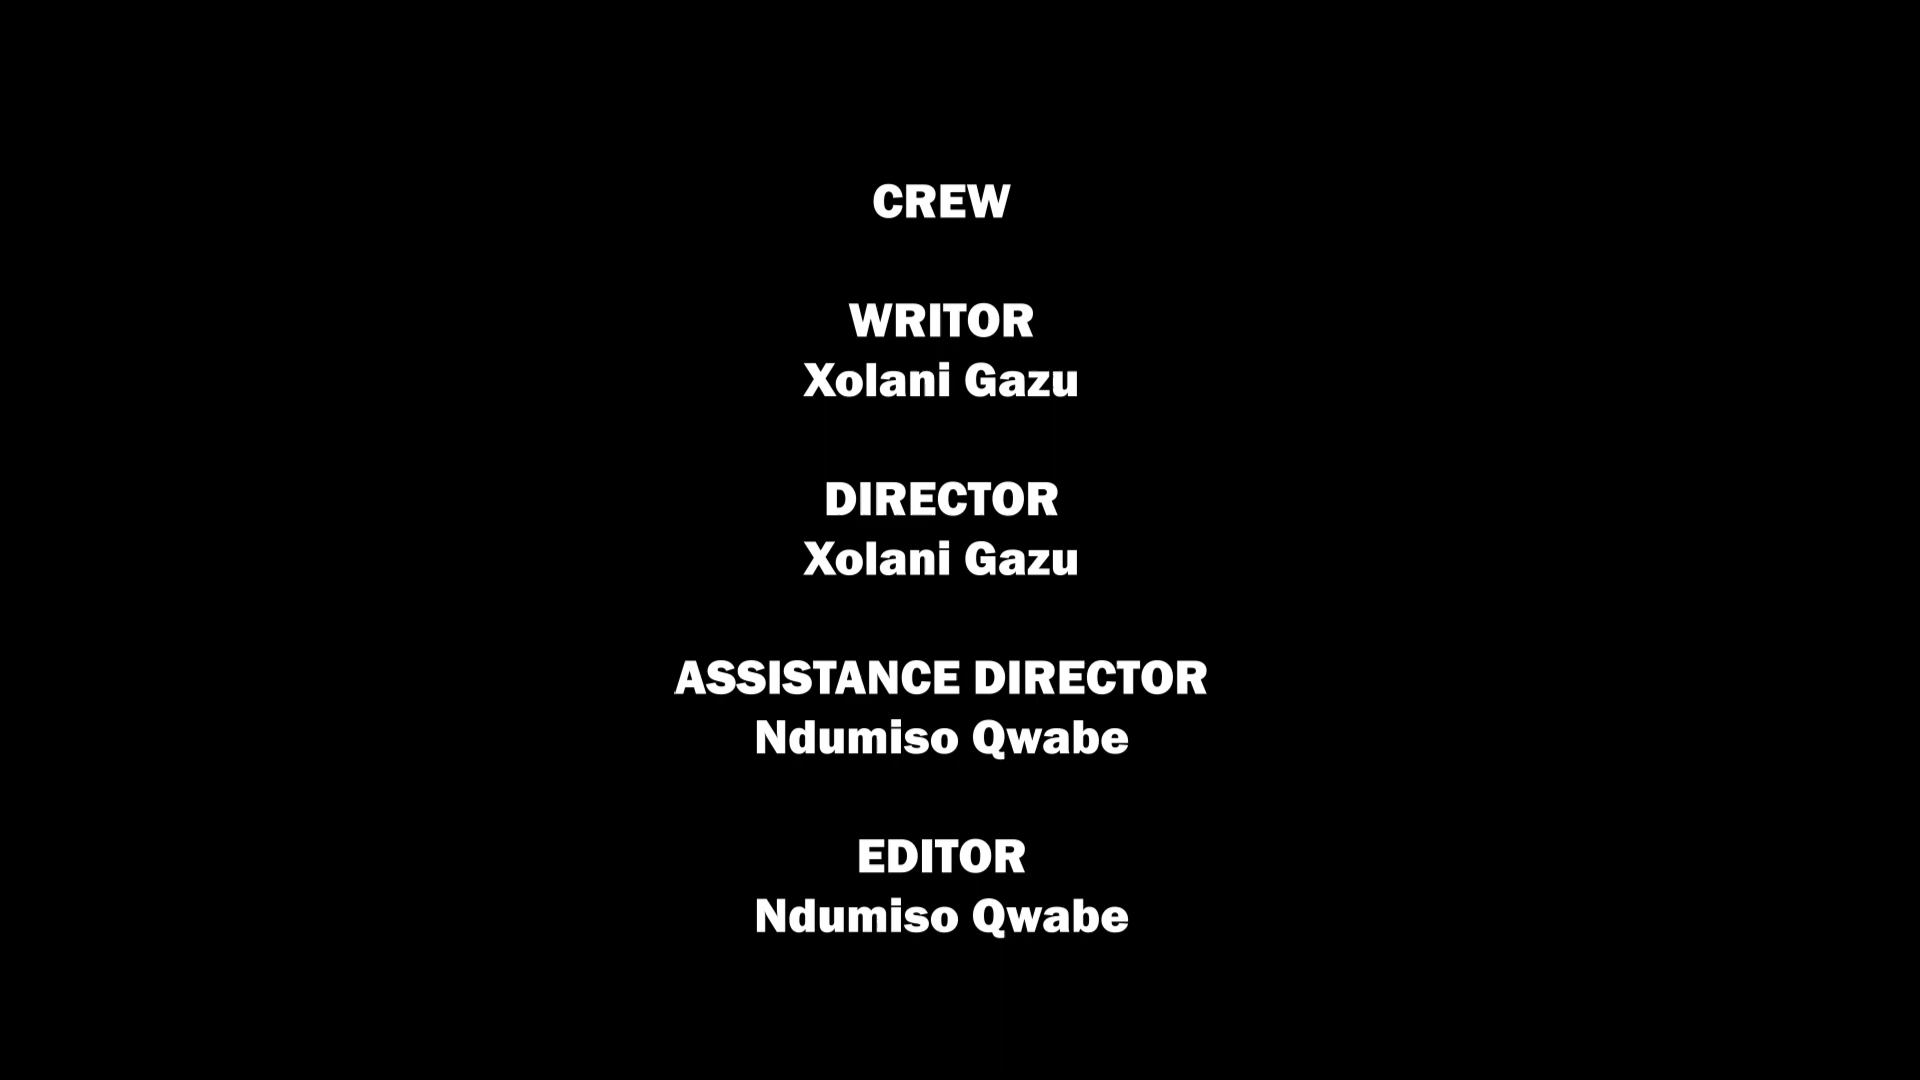 CREW
WRITOR
Xolani Gazu
DIRECTOR
Xolani Gazu
ASSISTANCE DIRECTOR
Ndumiso Qwabe
EDITOR
Ndumiso Qwabe